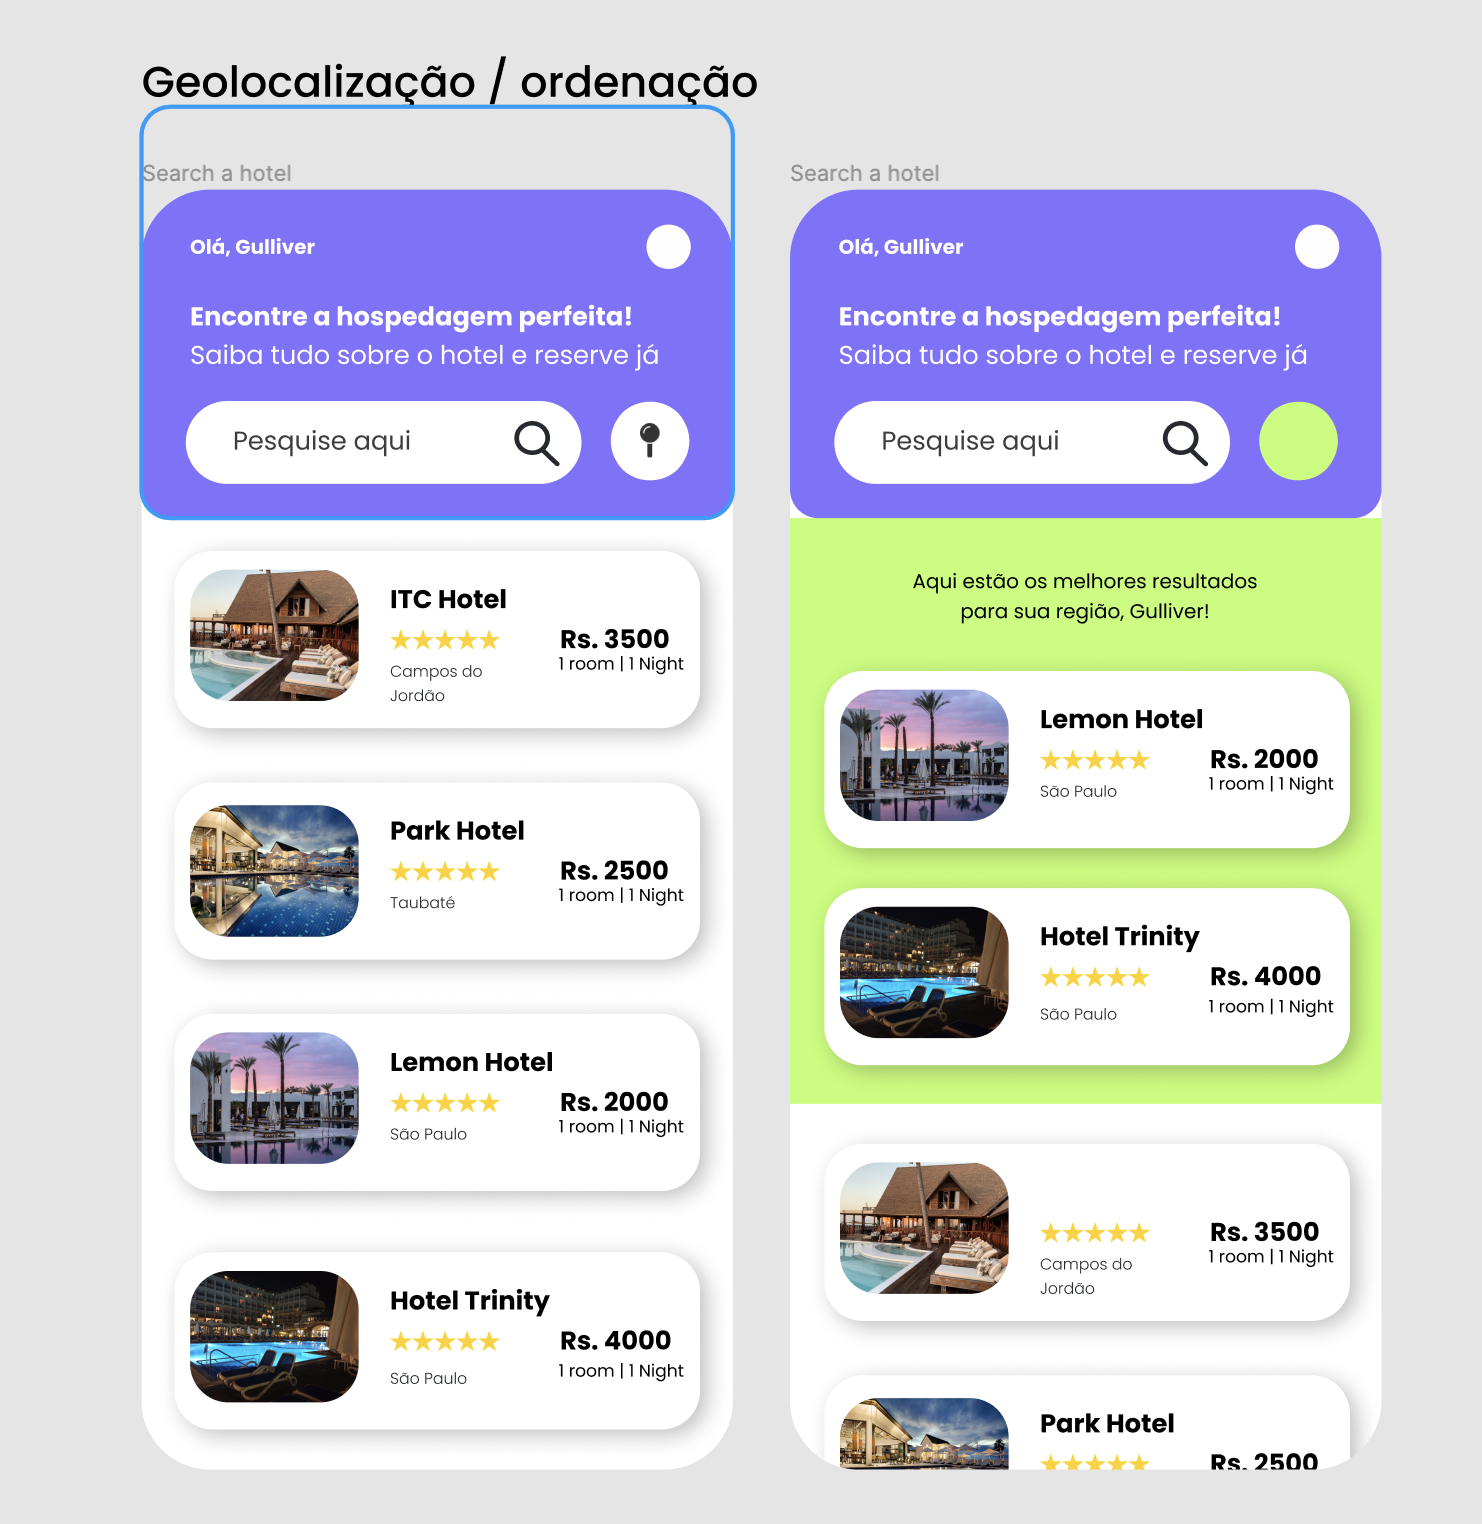 Geolocalização / ordenação
Search a hotel
Olá, Gulliver
Encontre a hospedagem perfeita!
Saiba tudo sobre o hotel e reserve já
Pesquise aqui
ITC Hotel
Rs. 3500
1 room | 1 Night
Campos do
Jordão
Park Hotel
Rs. 2500
1 room | 1 Night
Taubaté
Lemon Hotel
Rs. 2000
1 room | 1 Night
São Paulo
Hotel Trinity
Rs. 4000
1 room | 1 Night
São Paulo
Search a hotel
Olá, Gulliver
Encontre a hospedagem perfeita!
Saiba tudo sobre o hotel e reserve já
Pesquise aqui
Aqui estão os melhores resultados
para sua região, Gulliver!
Lemon Hotel
Rs. 2000
1 room | 1 Night
São Paulo
Hotel Trinity
Rs. 4000
1 room | 1 Night
São Paulo
Rs. 3500
1 room | 1 Night
Campos do
Jordão
Park Hotel
Rs. 2500